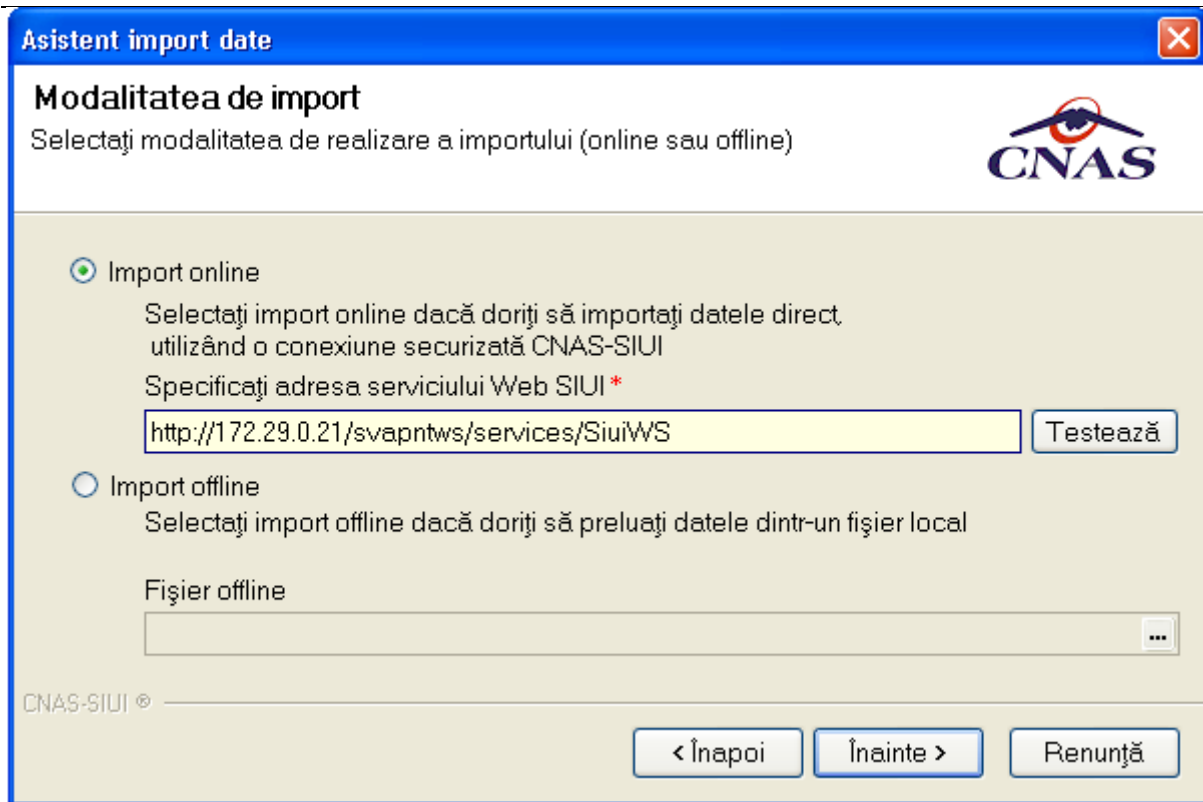 Asistent import date
Modalitatea de import
Selectaţi modalitatea de realizare a importului (online sau offline)
CNAS
Import online
Selectaţi import online dacă doriţi să importaţi datele direct,
utilizând o conexiune securizată CNAS-SIUI
Specificaţi adresa serviciului Web SIUI *
http://172.29.0.21/svapntws/services/SiuiWS
Testează
Import offline
Selectaţi import offline dacă doriţi să preluaţi datele dintr-un fişier local
Fişier offline
...
CNAS-SIUI ®
< Înapoi
Înainte >
Renunţă